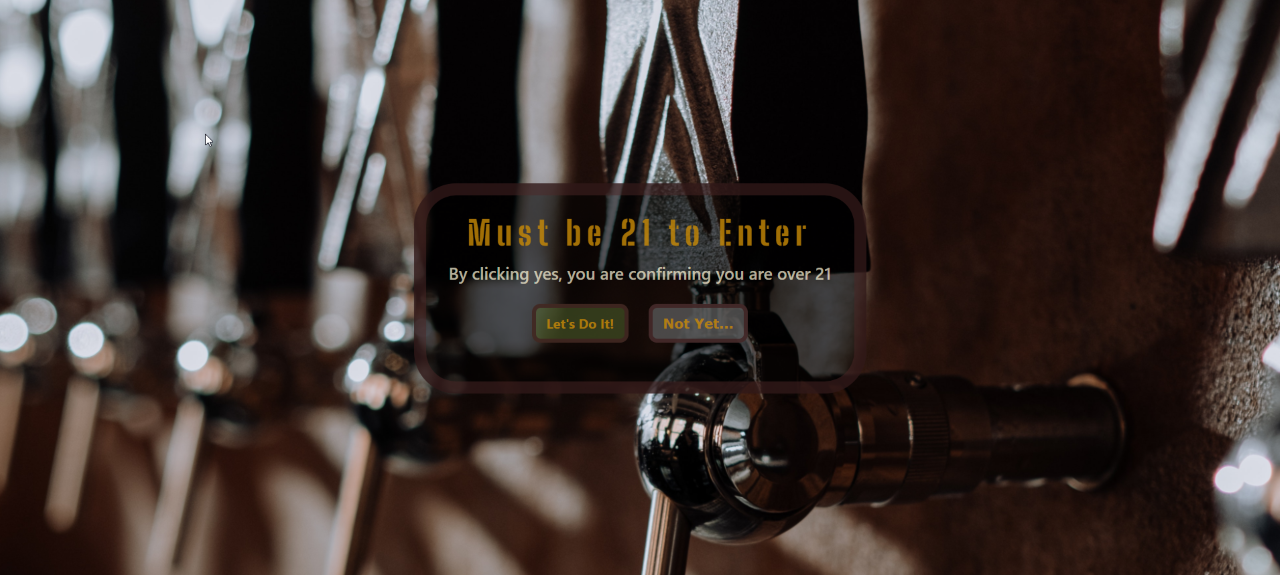 Must be 21 to Enter
By clicking yes, you are confirming you are over 21
Let's Do It!
Not Yet...